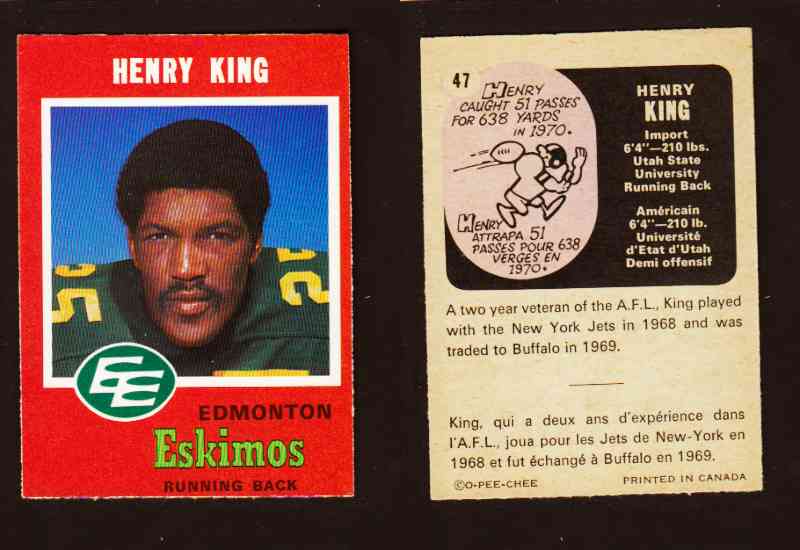 HENRY KING
25
25
EE
EDMONTON
Eskimos
RUNNING BACK
47
HENRY
CAUGHT 51 PASSES
FOR 638 YARDS
IN 1970.
HENRY
ATTRAPA 51
PASSES POUR 638
VERGES EN
1970.
HENRY
KING
Import
6'4"—210 lbs.
Utah State
University
Running Back
Américain
6'4"—210 lb.
Université
d'Etat d'Utah
Demi offensif
A two year veteran of the A.F.L., King played
with the New York Jets in 1968 and was
traded to Buffalo in 1969.
King, qui a deux ans d'expérience dans
l'A.F.L., joua pour les Jets de New-York en
1968 et fut échangé à Buffalo en 1969.
©O-PEE-CHEE PRINTED IN CANADA